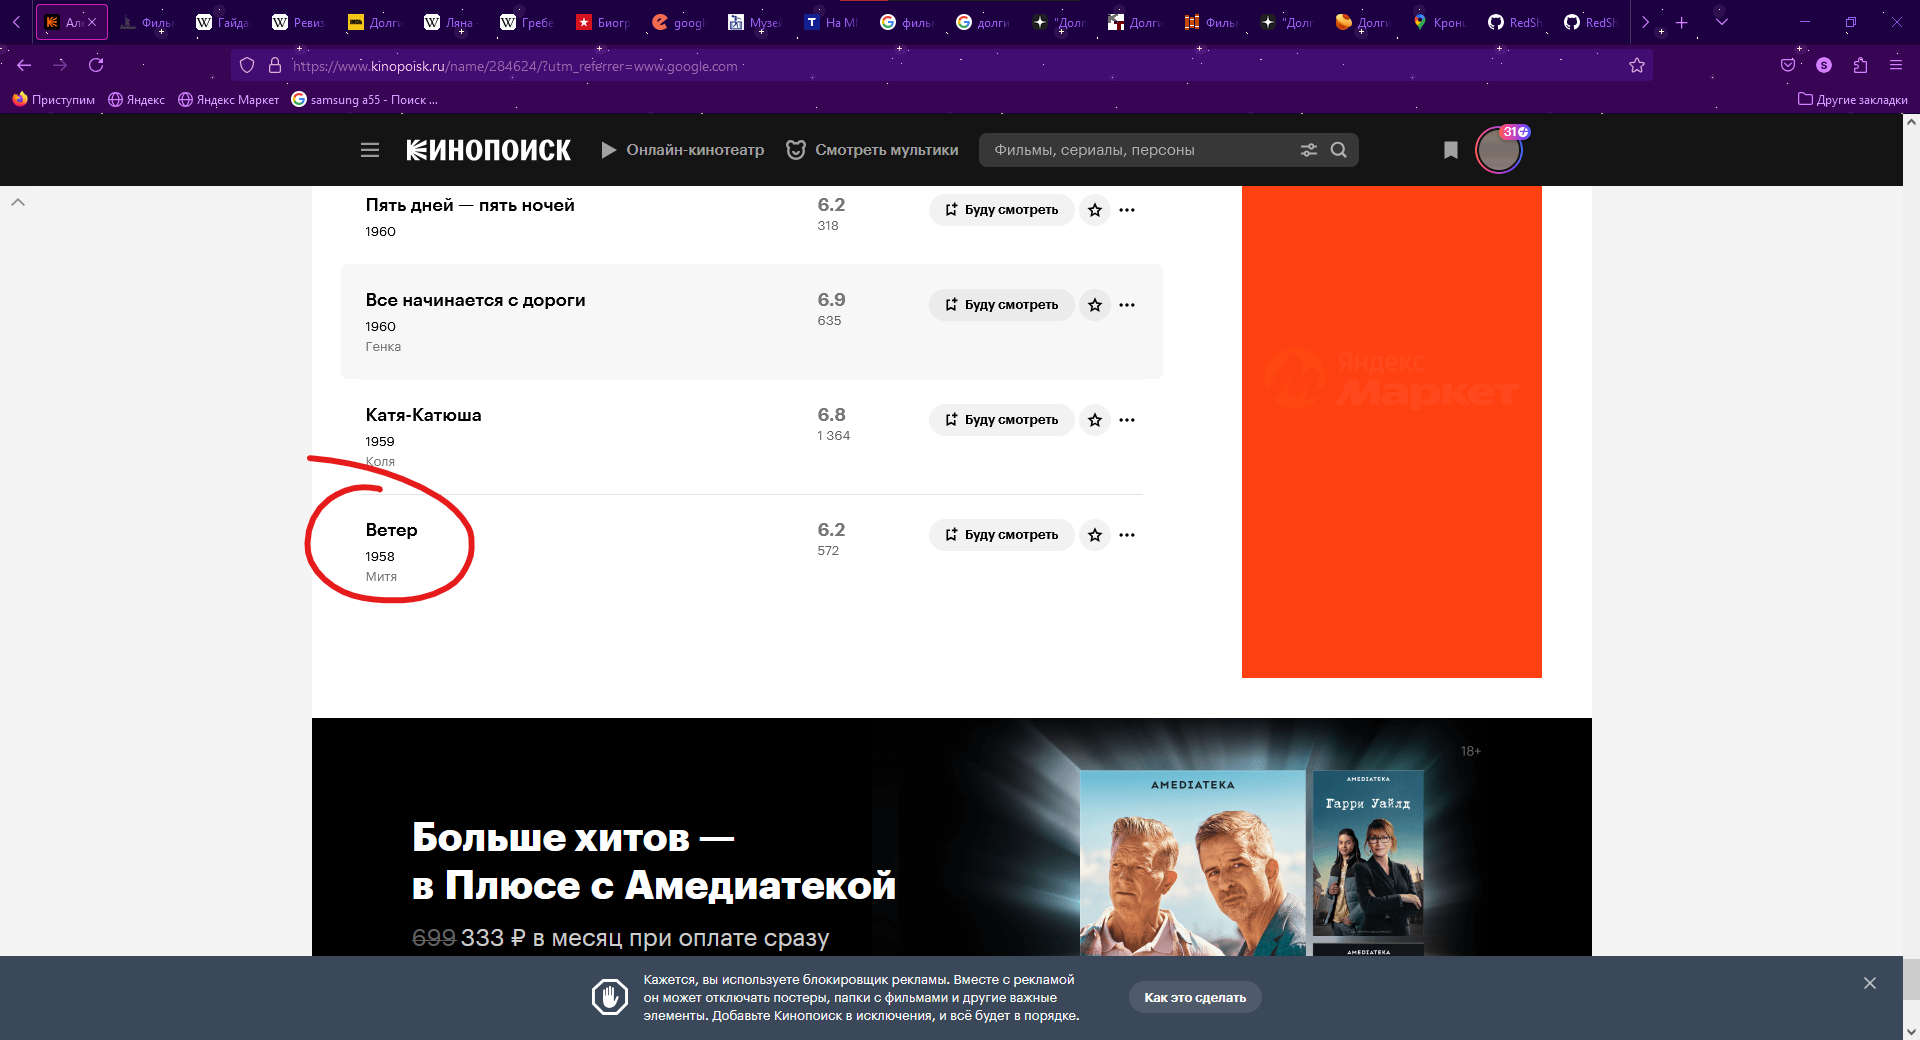 Ал
Филь
Гайда
Ревиз
Долги
Ляна
Гребе
Биогр
googl
Музе
На М
филь
долги
"Долг
Долги
Филь
"Долг
Долги
Кронш
RedSh
RedSh
https://www.kinopoisk.ru/name/284624/?utm_referrer=www.google.com
S
Приступим
Яндекс
Яндекс Маркет
samsung a55 - Поиск ...
Другие закладки
КИНОПОИСК
Онлайн-кинотеатр
Смотреть мультики
Фильмы, сериалы, персоны
31
Пять дней — пять ночей
6.2
Буду смотреть
1960
318
Все начинается с дороги
6.9
Буду смотреть
1960
635
Генка
Яндекс
Маркет
Катя-Катюша
6.8
Буду смотреть
1959
1 364
Коля
Ветер
6.2
Буду смотреть
1958
572
Митя
18+
AMEDIATEKA
AMEDIATEKA
Гарри Уайлд
Больше хитов —
в Плюсе с Амедиатекой
699 333 ₽ в месяц при оплате сразу
AMEDIATEKA
Кажется, вы используете блокировщик рекламы. Вместе с рекламой
он может отключать постеры, папки с фильмами и другие важные
элементы. Добавьте Кинопоиск в исключения, и всё будет в порядке.
Как это сделать